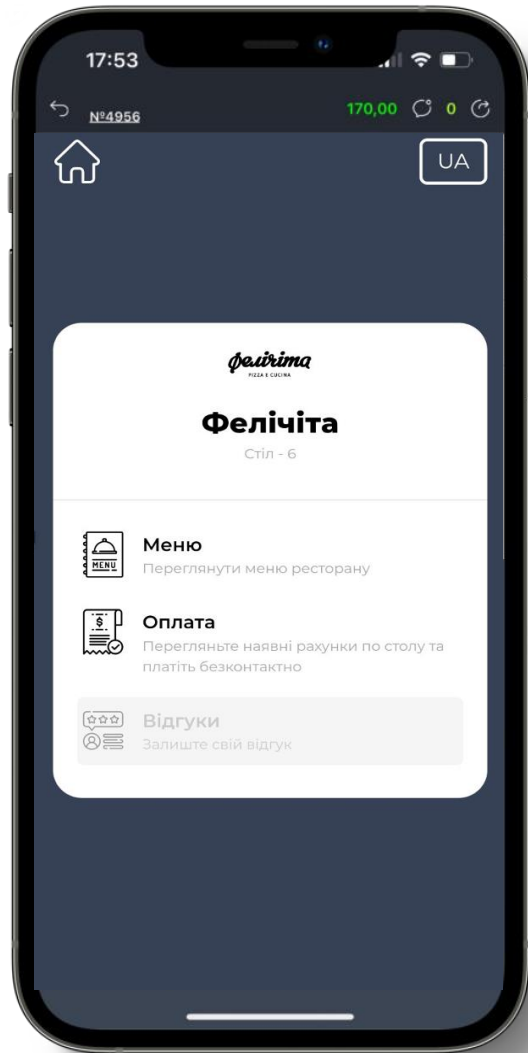 17:53
№4956
170,00 0
UA
фелічіта
PIZZA E CUCINA
Фелічіта
Стіл - 6
MENU
Меню
Переглянути меню ресторану
$
Оплата
Перегляньте наявні рахунки по столу та
платіть безконтактно
Відгуки
Залиште свій відгук